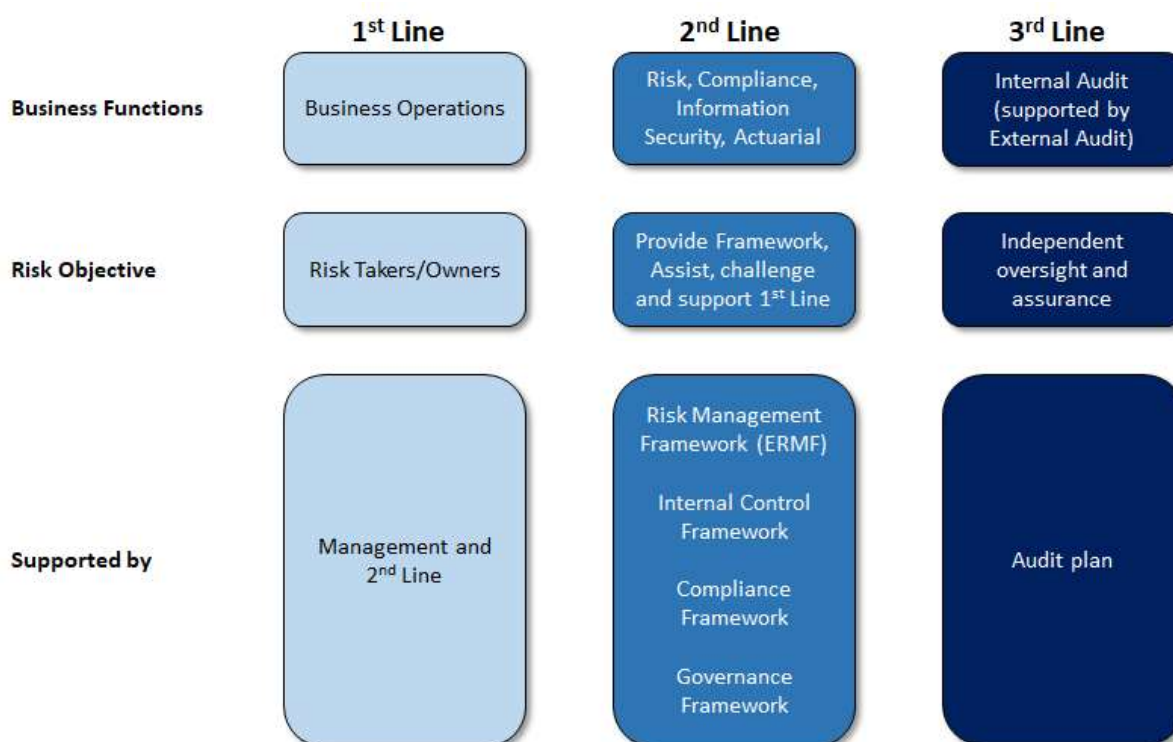 1st Line
2nd Line
3rd Line
Business Functions
Business Operations
Risk, Compliance,
Information
Security, Actuarial
Internal Audit
(supported by
External Audit)
Risk Objective
Risk Takers/Owners
Provide Framework,
Assist, challenge
and support 1st Line
Independent
oversight and
assurance
Supported by
Management and
2nd Line
Risk Management
Framework (ERMF)
Internal Control
Framework
Compliance
Framework
Governance
Framework
Audit plan